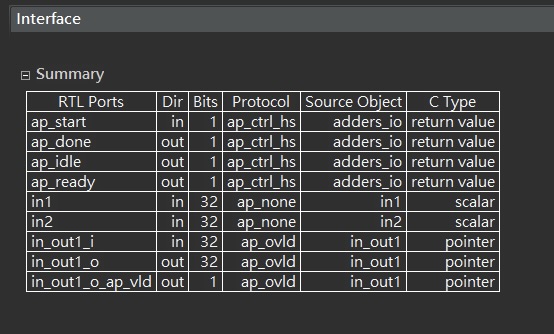 Interface
Summary
RTL Ports Dir Bits Protocol Source Object C Type
ap_start in 1 ap_ctrl_hs adders_io return value
ap_done out 1 ap_ctrl_hs adders_io return value
ap_idle out 1 ap_ctrl_hs adders_io return value
ap_ready out 1 ap_ctrl_hs adders_io return value
in1 in 32 ap_none in1 scalar
in2 in 32 ap_none in2 scalar
in_out1_i in 32 ap_ovld in_out1 pointer
in_out1_o out 32 ap_ovld in_out1 pointer
in_out1_o_ap_vld out 1 ap_ovld in_out1 pointer